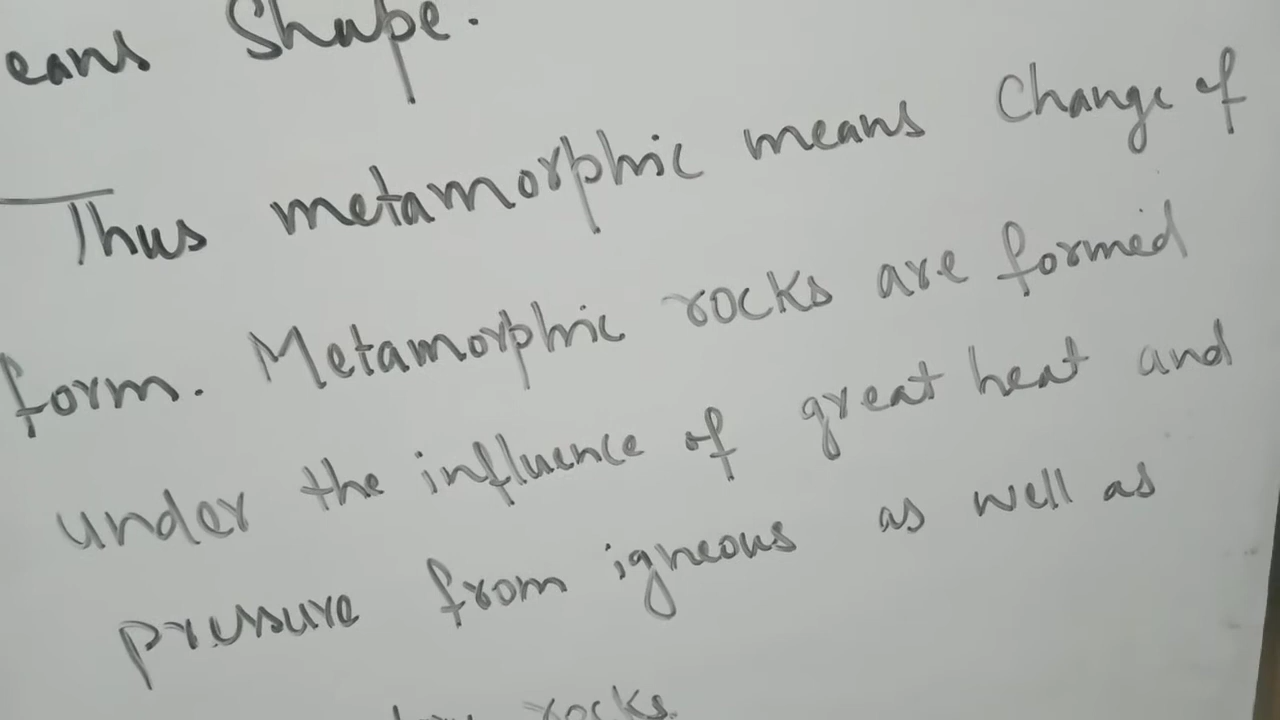 eans Shape.
Thus metamorphic means Change of
form. Metamorphic rocks are formed
under the influence of great heat and
pressure from igneous as well as
rocks.